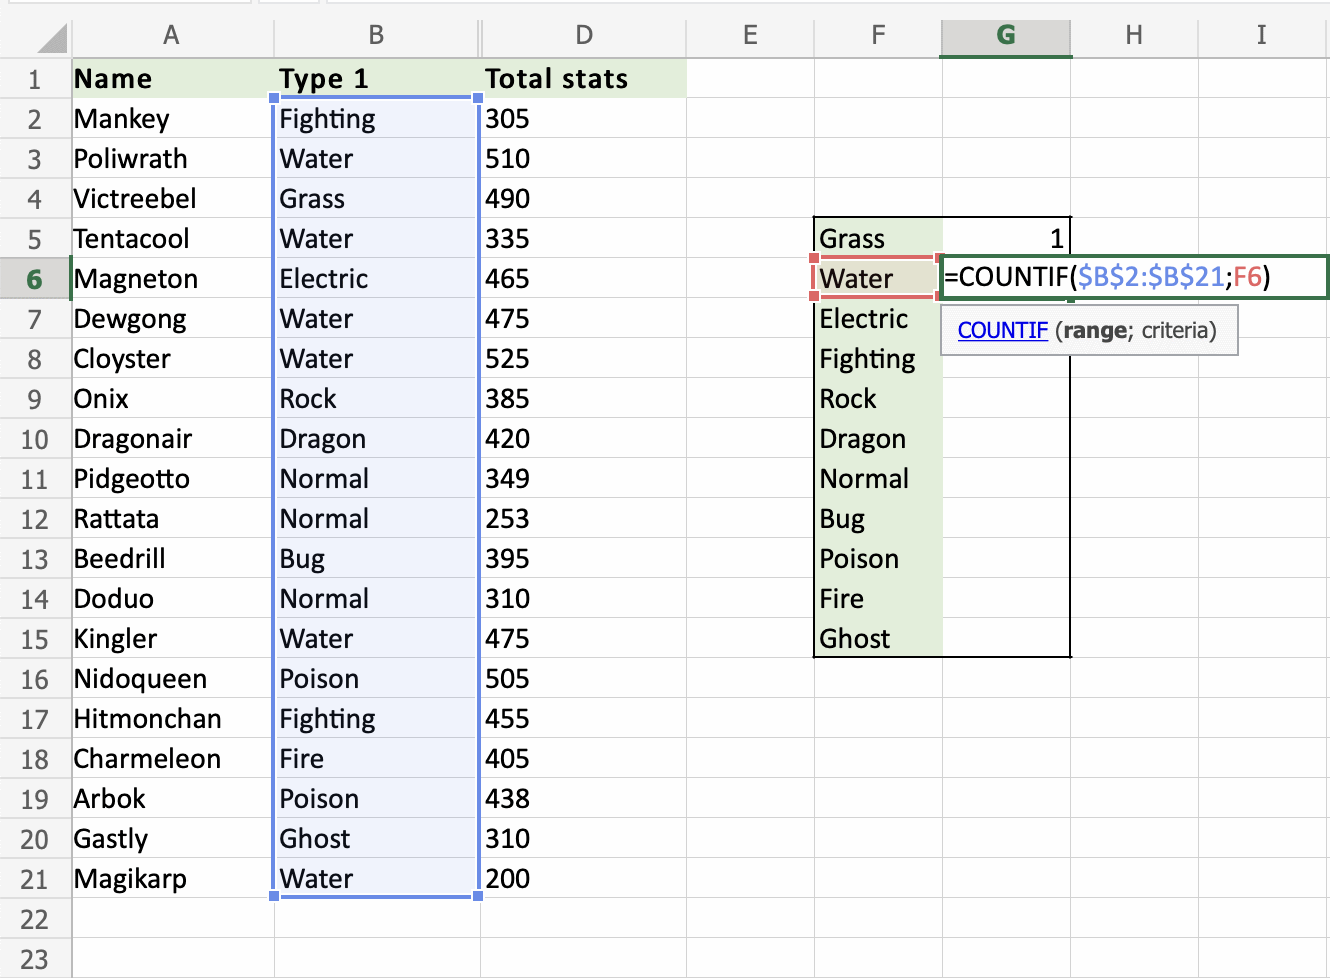 A B D E F G H I
1 Name Type 1 Total stats
2 Mankey Fighting 305
3 Poliwrath Water 510
4 Victreebel Grass 490
5 Tentacool Water 335 Grass 1
6 Magneton Electric 465 Water =COUNTIF($B$2:$B$21;F6)
7 Dewgong Water 475 Electric COUNTIF (range; criteria)
8 Cloyster Water 525 Fighting
9 Onix Rock 385 Rock
10 Dragonair Dragon 420 Dragon
11 Pidgeotto Normal 349 Normal
12 Rattata Normal 253 Bug
13 Beedrill Bug 395 Poison
14 Doduo Normal 310 Fire
15 Kingler Water 475 Ghost
16 Nidoqueen Poison 505
17 Hitmonchan Fighting 455
18 Charmeleon Fire 405
19 Arbok Poison 438
20 Gastly Ghost 310
21 Magikarp Water 200
22
23